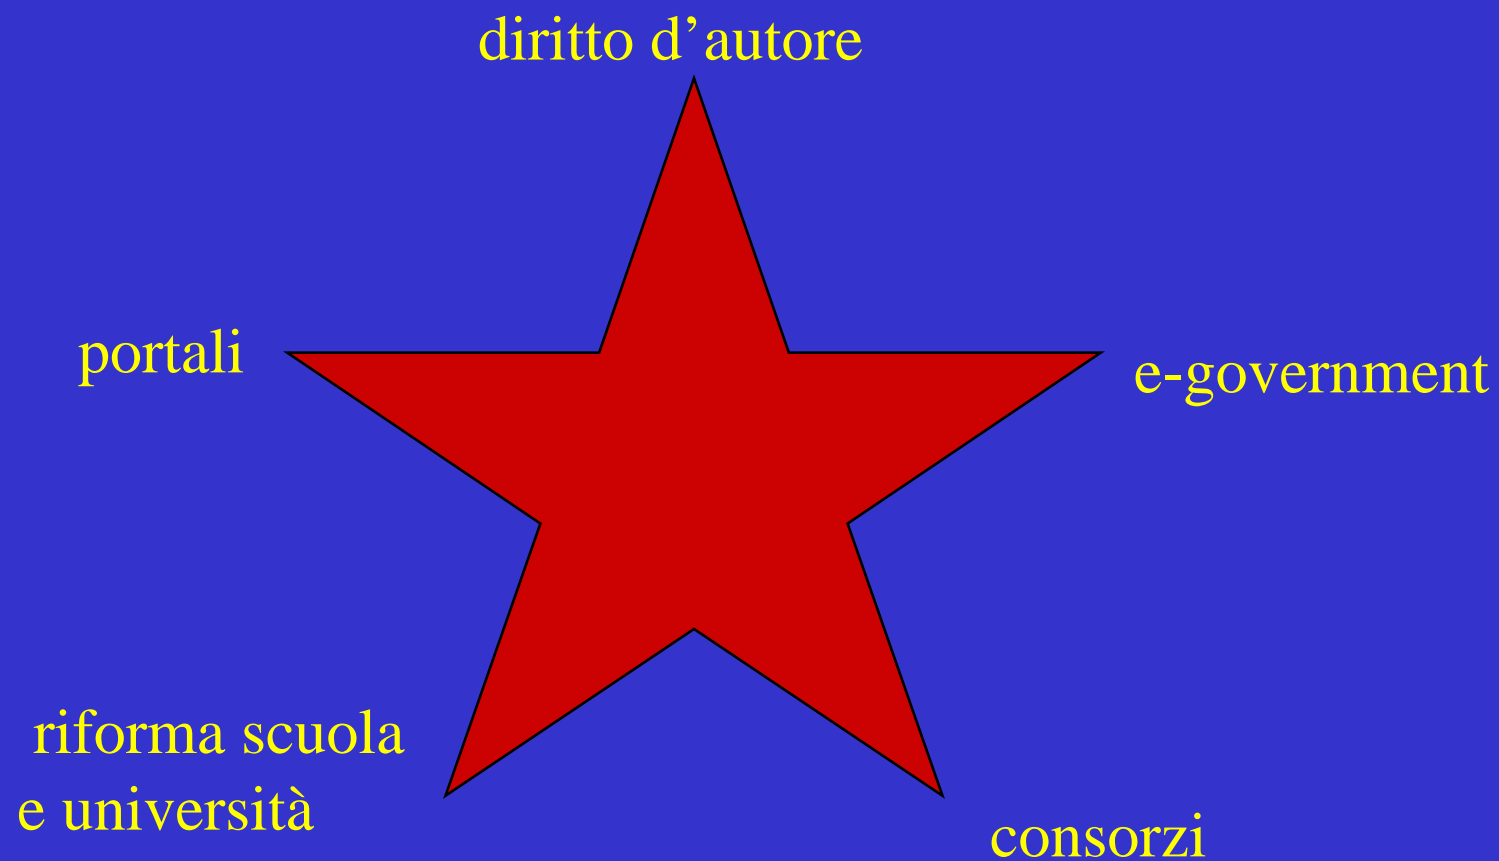 diritto d’autore
portali
e-government
riforma scuola
e università
consorzi